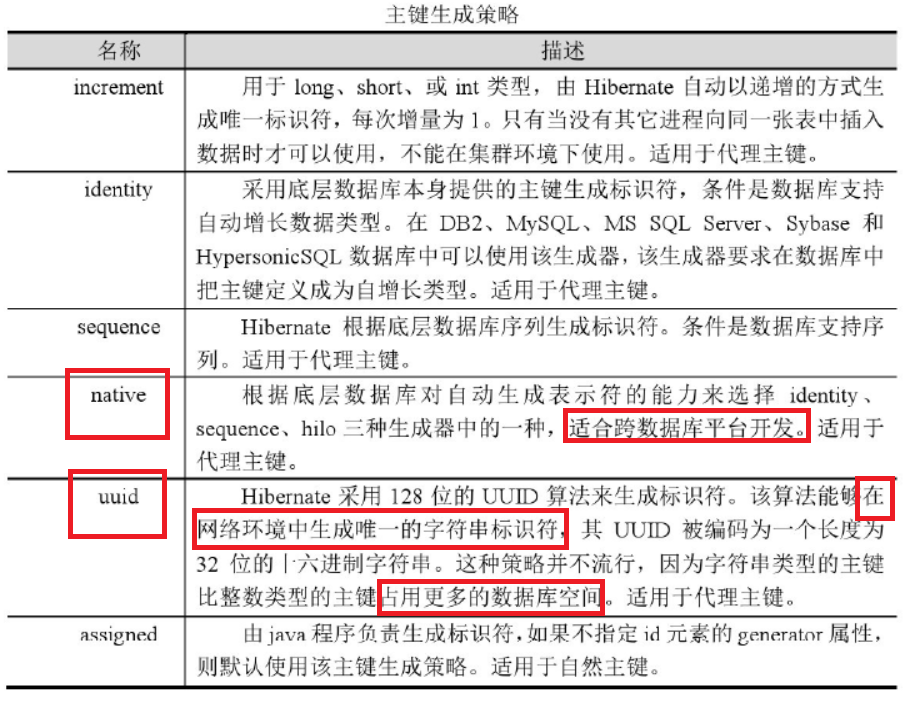 主键生成策略
名称 描述
increment 用于 long、short、或 int 类型，由 Hibernate 自动以递增的方式生
成唯一标识符，每次增量为 1。只有当没有其它进程向同一张表中插入
数据时才可以使用，不能在集群环境下使用。适用于代理主键。
identity 采用底层数据库本身提供的主键生成标识符，条件是数据库支持
自动增长数据类型。在 DB2、MySQL、MS SQL Server、Sybase 和
HypersonicSQL 数据库中可以使用该生成器，该生成器要求在数据库中
把主键定义成为自增长类型。适用于代理主键。
sequence Hibernate 根据底层数据库序列生成标识符。条件是数据库支持序
列。适用于代理主键。
native 根据底层数据库对自动生成表示符的能力来选择 identity、
sequence、hilo 三种生成器中的一种，适合跨数据库平台开发。适用于
代理主键。
uuid Hibernate 采用 128 位的 UUID 算法来生成标识符。该算法能够在
网络环境中生成唯一的字符串标识符，其 UUID 被编码为一个长度为
32 位的十六进制字符串。这种策略并不流行，因为字符串类型的主键
比整数类型的主键占用更多的数据库空间。适用于代理主键。
assigned 由 java 程序负责生成标识符，如果不指定 id 元素的 generator 属性，
则默认使用该主键生成策略。适用于自然主键。